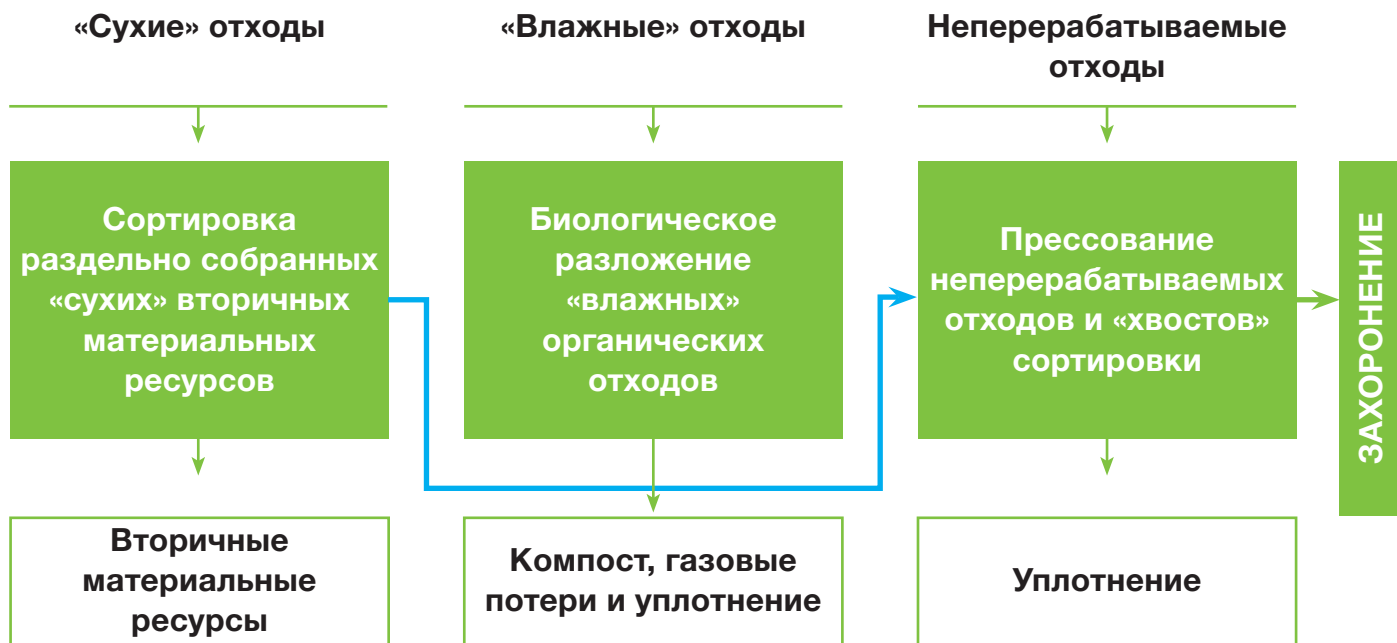 «Сухие» отходы
«Влажные» отходы
Неперерабатываемые
отходы
Сортировка
раздельно собранных
«сухих» вторичных
материальных
ресурсов
Биологическое
разложение
«влажных»
органических
отходов
Прессование
неперерабатываемых
отходов и «хвостов»
сортировки
ЗАХОРОНЕНИЕ
Вторичные
материальные
ресурсы
Компост, газовые
потери и уплотнение
Уплотнение